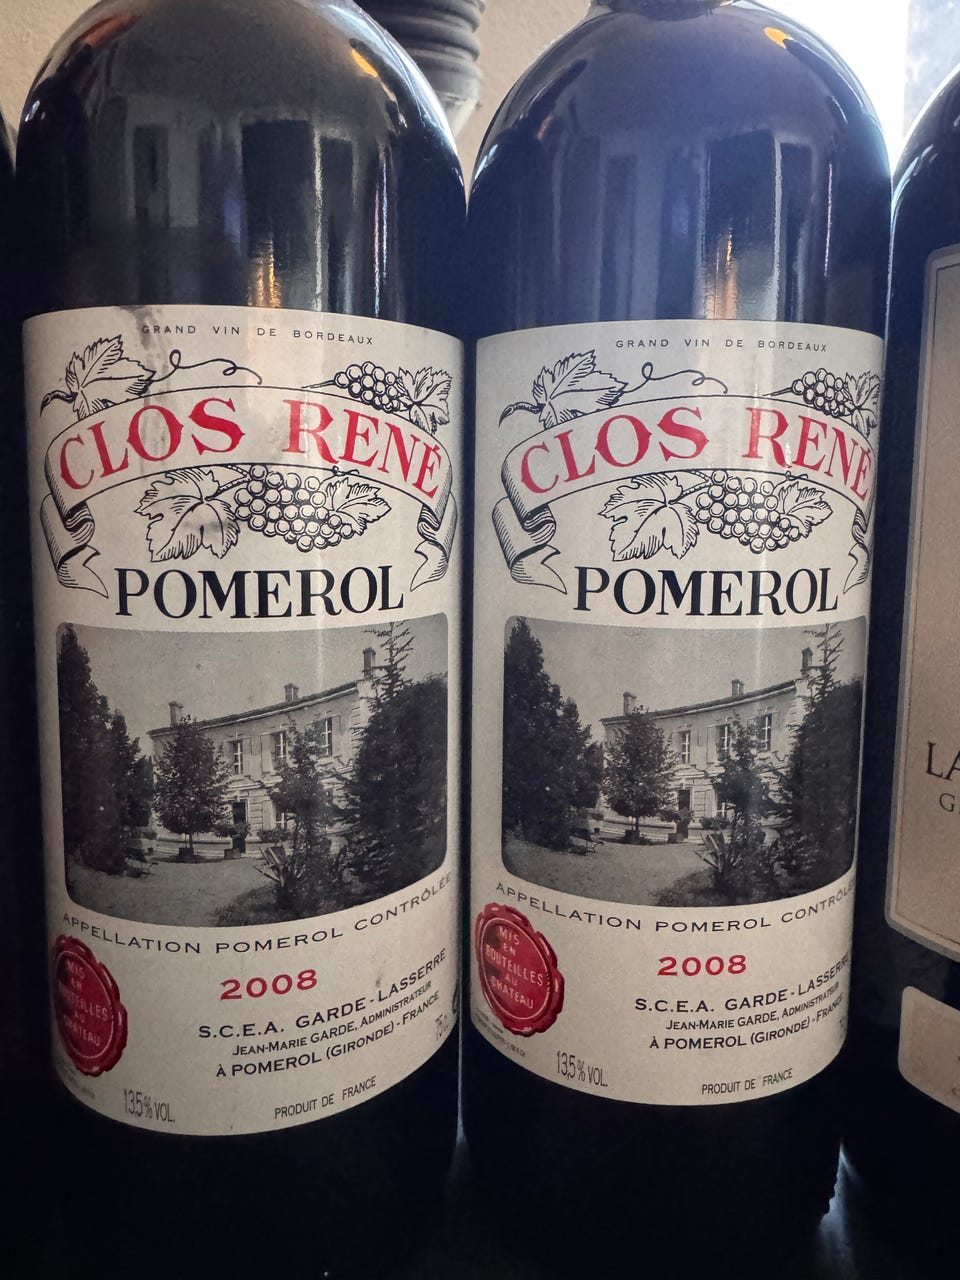 GRAND VIN DE BORDEAUX
CLOS RENÉ
POMEROL
APPELLATION POMEROL CONTRÔLÉE
MIS
EN
BOUTEILLES
AU
CHÂTEAU
2008
S.C.E.A. GARDE-LASSERRE
JEAN-MARIE GARDE, ADMINISTRATEUR
À POMEROL (GIRONDE) - FRANCE
75cl
13,5% VOL.
PRODUIT DE FRANCE
GRAND VIN DE BORDEAUX
CLOS RENÉ
POMEROL
APPELLATION POMEROL CONTRÔLÉE
MIS
EN
BOUTEILLES
AU
CHÂTEAU
2008
S.C.E.A. GARDE-LASSERRE
JEAN-MARIE GARDE, ADMINISTRATEUR
À POMEROL (GIRONDE) - FRANCE
13,5% VOL.
PRODUIT DE FRANCE
LA
G